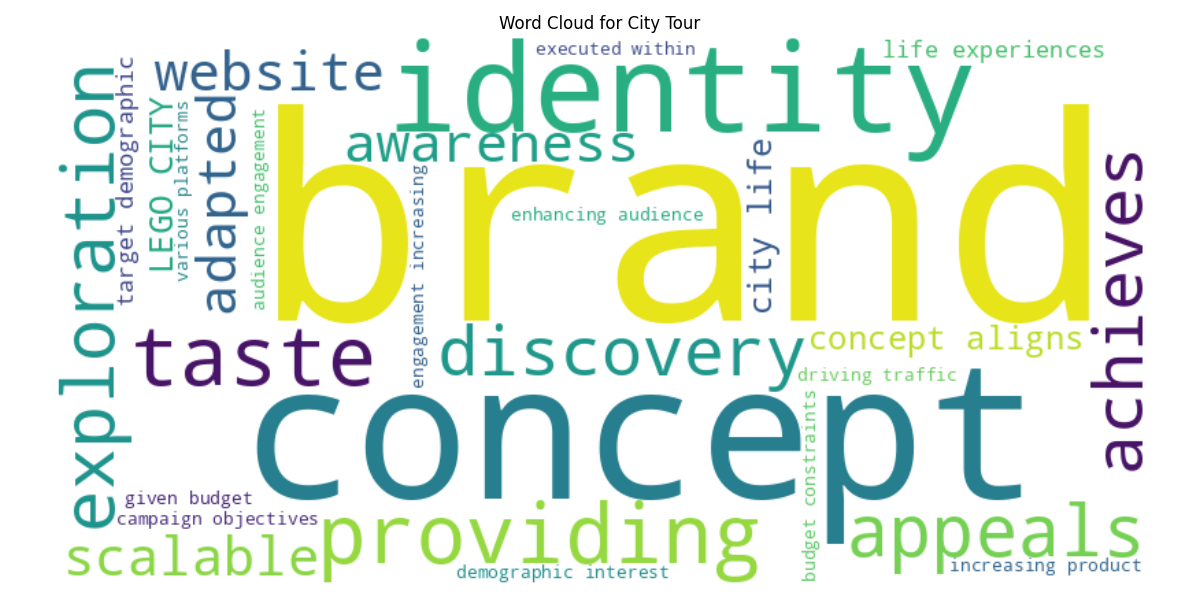 Word Cloud for City Tour
executed within
life experiences
identity
website
exploration
target demographic
LEGO CITY
various platforms
adapted
audience engagement
awareness
brand
engagement increasing
enhancing audience
city life
achieves
taste
discovery
concept aligns
driving traffic
concept
budget constraints
given budget
campaign objectives
providing
appeals
scalable
demographic interest
increasing product